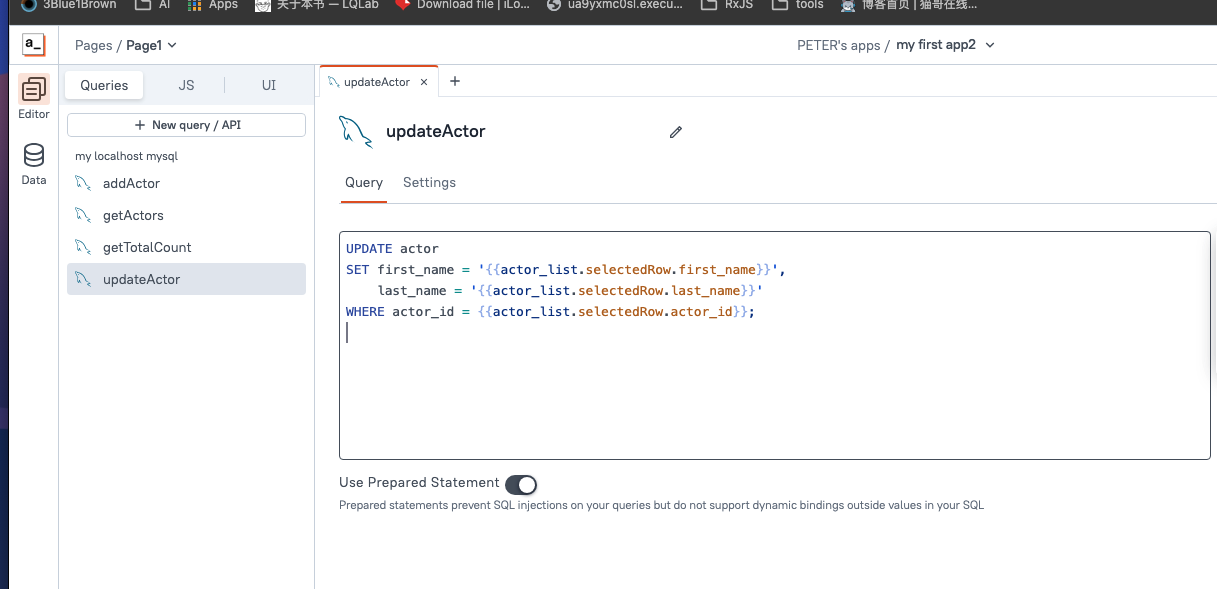 3Blue1Brown AI Apps 关于本书 — LQLab Download file | iLo... ua9yxmc0sl.execu... RxJS tools 博客首页 | 猫哥在线...
a_ Pages / Page1 PETER's apps / my first app2
Editor
Data
Queries JS UI
+ New query / API
my localhost mysql
addActor
getActors
getTotalCount
updateActor
updateActor × +
updateActor
Query Settings
UPDATE actor
SET first_name = '{{actor_list.selectedRow.first_name}}',
    last_name = '{{actor_list.selectedRow.last_name}}'
WHERE actor_id = {{actor_list.selectedRow.actor_id}};
Use Prepared Statement
Prepared statements prevent SQL injections on your queries but do not support dynamic bindings outside values in your SQL